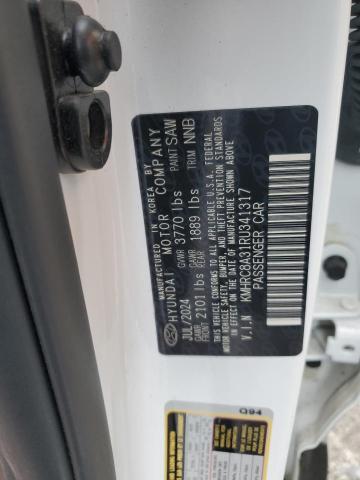 MADE IN KOREA BY
HYUNDAI MOTOR COMPANY
JUL/2024 GVWR 3770 lbs PAINT SAW
GAWR FRONT 2101 lbs GAWR REAR 1889 lbs TRIM NNB
THIS VEHICLE CONFORMS TO ALL APPLICABLE U.S.A. FEDERAL
MOTOR VEHICLE SAFETY, BUMPER, AND THEFT PREVENTION STANDARDS
IN EFFECT ON THE DATE OF MANUFACTURE SHOWN ABOVE.
V.I.N KMHRC8A31RU341317
PASSENGER CAR
Q94